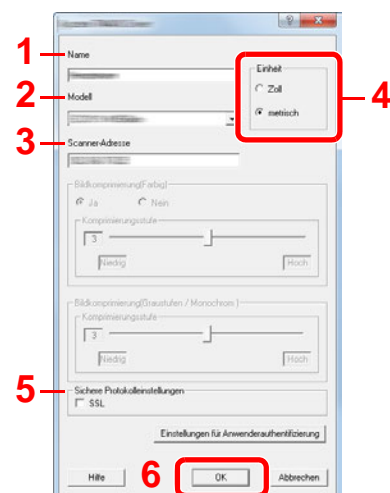 1
Name
Einheit
Zoll
metrisch
4
2
Modell
3
Scanner-Adresse
Bildkomprimierung(Farbig)
Ja Nein
Komprimierungsstufe
3
Niedrig Hoch
Bildkomprimierung(Graustufen / Monochrom )
Komprimierungsstufe
3
Niedrig Hoch
5
Sichere Protokolleinstellungen
SSL
Einstellungen für Anwenderauthentifizierung
Hilfe
6
OK
Abbrechen